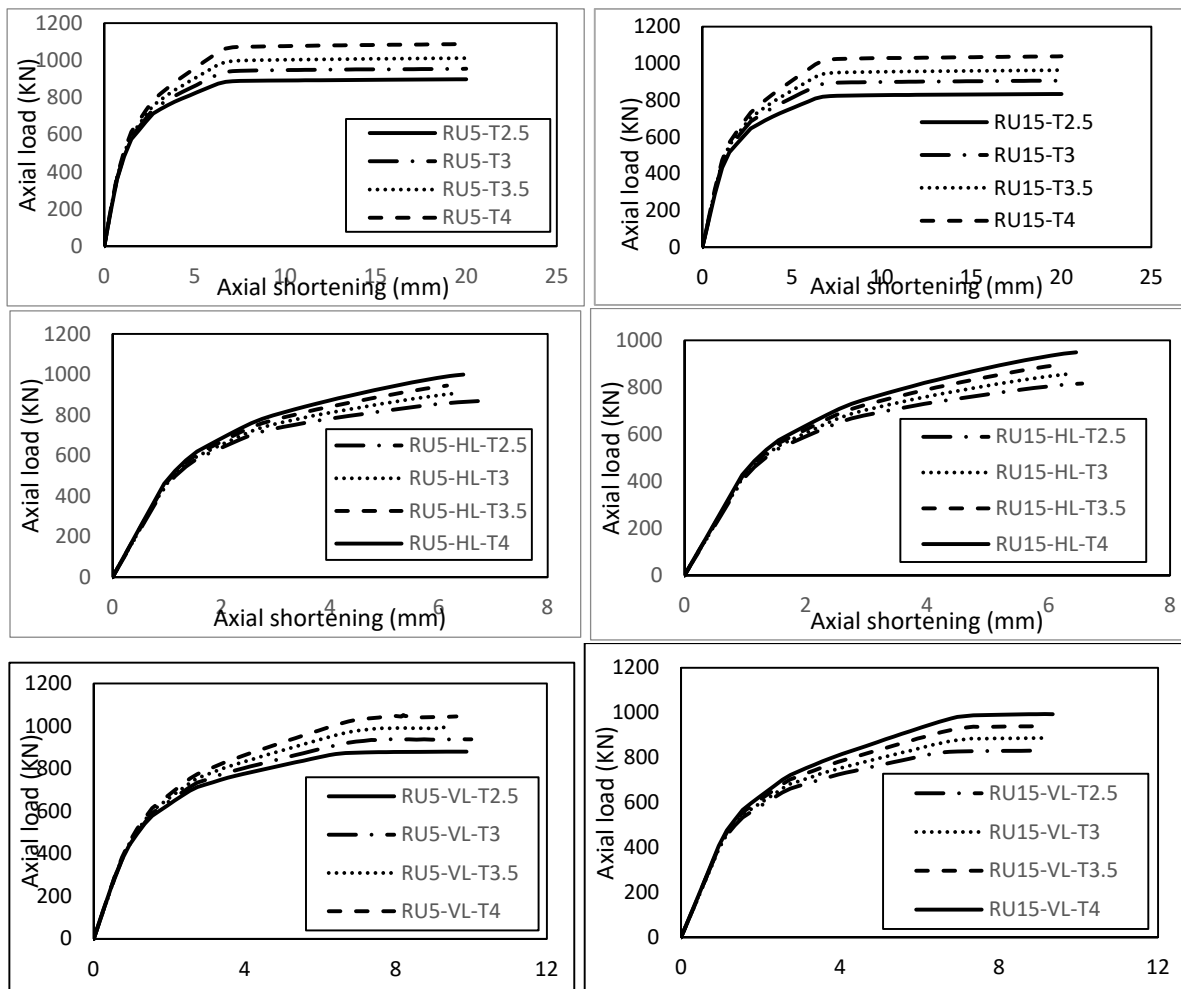 Axial load (KN)
1200
1000
800
600
400
200
0
0 5 10 15 20 25
Axial shortening (mm)
RU5-T2.5
RU5-T3
RU5-T3.5
RU5-T4
Axial load (KN)
1200
1000
800
600
400
200
0
0 5 10 15 20 25
Axial shortening (mm)
RU15-T2.5
RU15-T3
RU15-T3.5
RU15-T4
Axial load (KN)
1200
1000
800
600
400
200
0
0 2 4 6 8
Axial shortening (mm)
RU5-HL-T2.5
RU5-HL-T3
RU5-HL-T3.5
RU5-HL-T4
Axial load (KN)
1000
800
600
400
200
0
0 2 4 6 8
Axial shortening (mm)
RU15-HL-T2.5
RU15-HL-T3
RU15-HL-T3.5
RU15-HL-T4
Axial load (KN)
1200
1000
800
600
400
200
0
0 4 8 12
RU5-VL-T2.5
RU5-VL-T3
RU5-VL-T3.5
RU5-VL-T4
Axial load (KN)
1200
1000
800
600
400
200
0
0 4 8 12
RU15-VL-T2.5
RU15-VL-T3
RU15-VL-T3.5
RU15-VL-T4